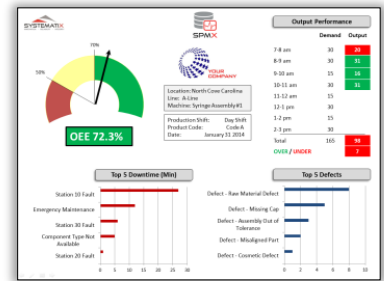 SYSTEMATIX
SPMX
YOUR
COMPANY
50%
70%
OEE 72.3%
Location: North Cove Carolina
Line: A-Line
Machine: Syringe Assembly #1
Production Shift: Day Shift
Product Code: Code A
Date: January 31 2014
Output Performance
Demand Output
7-8 am 30 20
8-9 am 30 31
9-10 am 15 16
10-11 am 30 31
11-12 am 15
12-1 pm 30
1-2 pm 15
2-3 pm 30
Total 165 98
OVER / UNDER 7
Top 5 Downtime (Min)
Station 10 Fault
Emergency Maintenance
Station 30 Fault
Component Type Not
Available
Station 20 Fault
0 5 10 15 20 25 30
Top 5 Defects
Defect - Raw Material Defect
Defect - Missing Cap
Defect - Assembly Out of
Tolerance
Defect - Misaligned Part
Defect - Cosmetic Defect
0 2 4 6 8 10